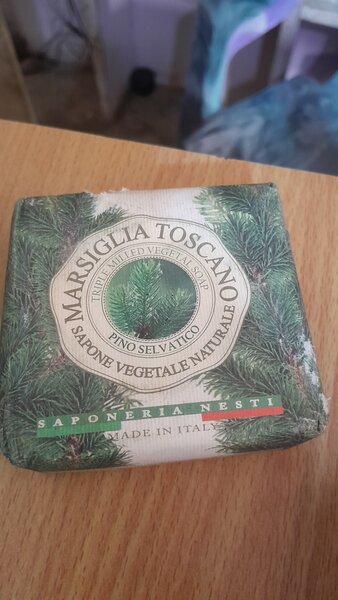 MARSIGLIA TOSCANO
TRIPLE MILLED VEGETAL SOAP
PINO SELVATICO
SAPONE VEGETALE NATURALE
SAPONERIA NESTI
MADE IN ITALY